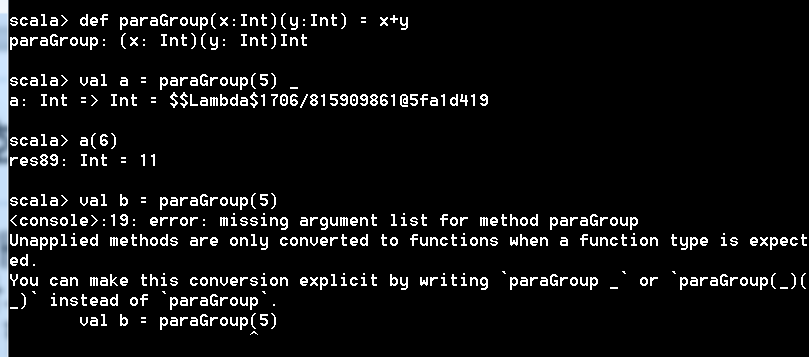 scala> def paraGroup(x:Int)(y:Int) = x+y
paraGroup: (x: Int)(y: Int)Int
scala> val a = paraGroup(5) _
a: Int => Int = $$Lambda$1706/815909861@5fa1d419
scala> a(6)
res89: Int = 11
scala> val b = paraGroup(5)
<console>:19: error: missing argument list for method paraGroup
Unapplied methods are only converted to functions when a function type is expect
ed.
You can make this conversion explicit by writing `paraGroup _` or `paraGroup(_)(
_)` instead of `paraGroup`.
       val b = paraGroup(5)
                        ^